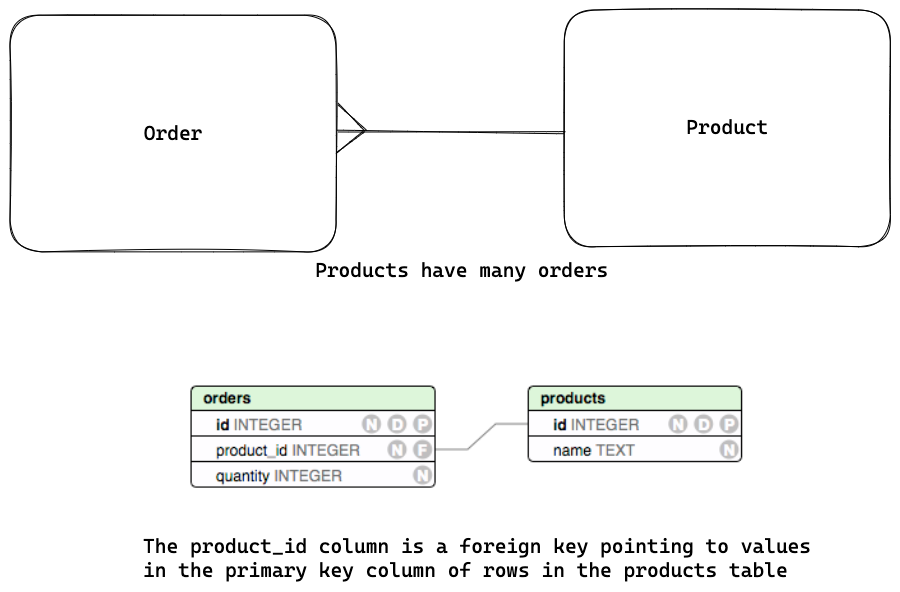 Order
Product
Products have many orders
orders
id INTEGER N D P
product_id INTEGER N F
quantity INTEGER N
products
id INTEGER N D P
name TEXT N
The product_id column is a foreign key pointing to values
in the primary key column of rows in the products table